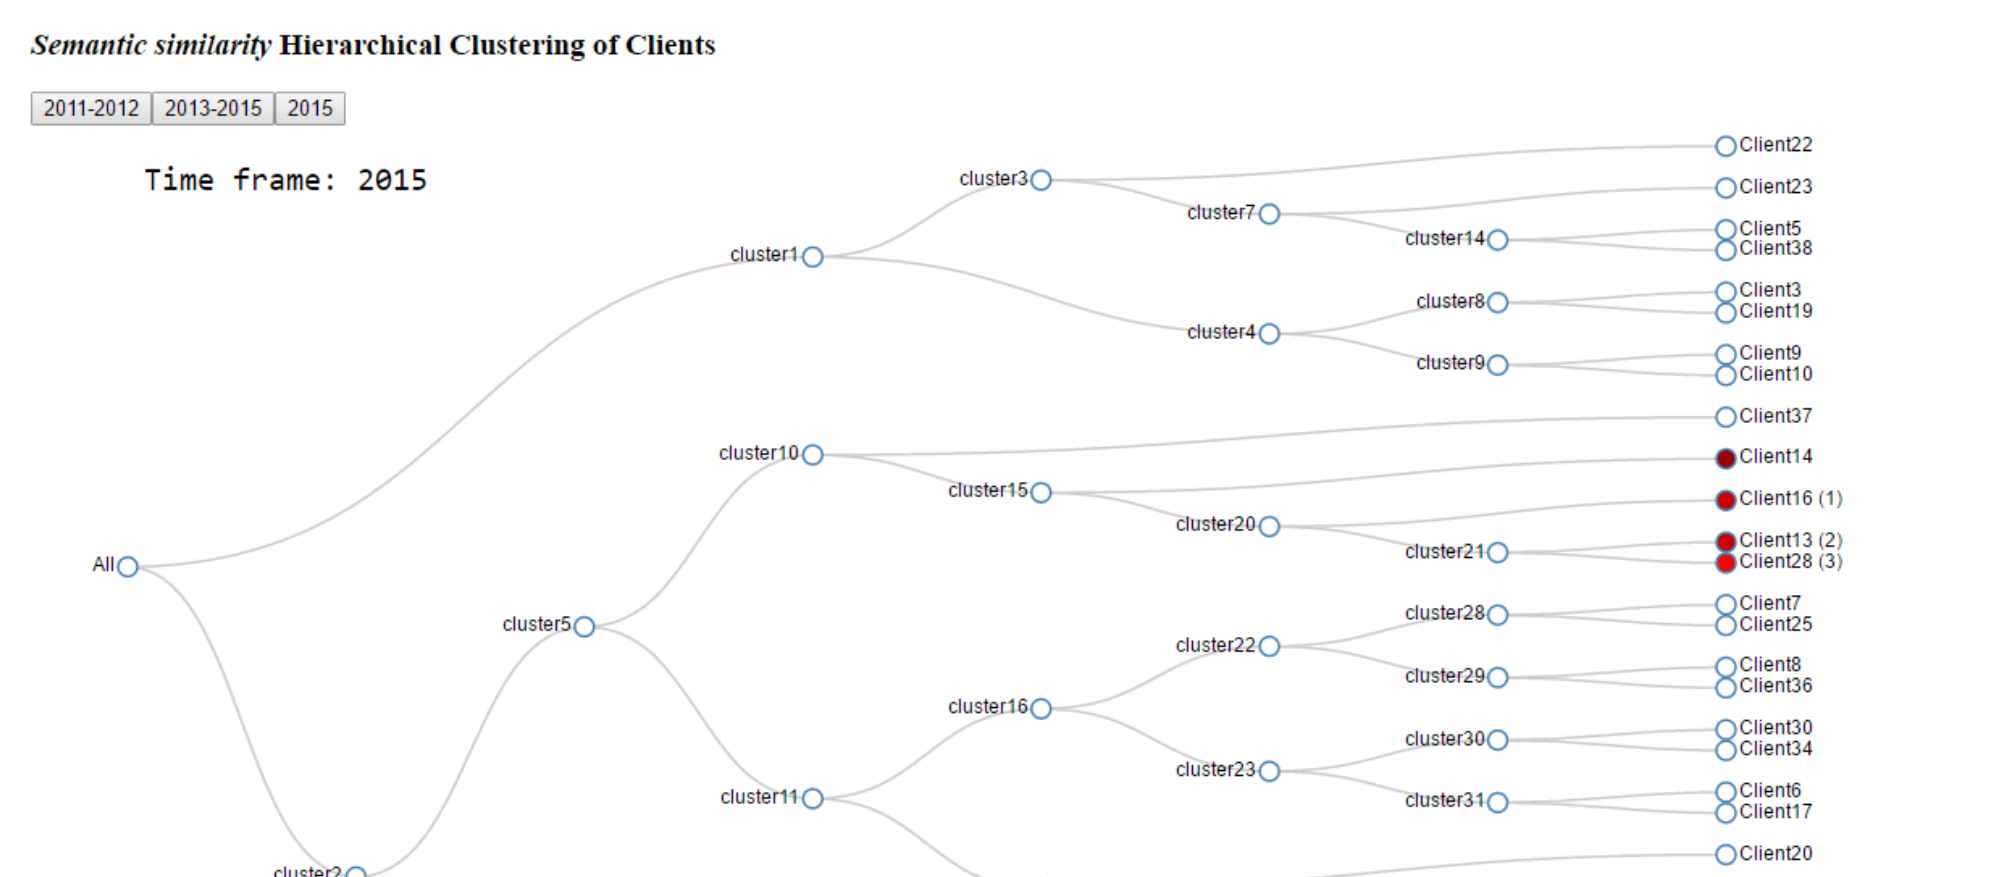 Semantic similarity Hierarchical Clustering of Clients
2011-2012 2013-2015 2015
Time frame: 2015
Client22
cluster3
Client23
cluster7
Client5
cluster14
Client38
cluster1
Client3
cluster8
Client19
cluster4
Client9
cluster9
Client10
Client37
cluster10
Client14
cluster15
Client16 (1)
cluster20
Client13 (2)
cluster21
Client28 (3)
All
Client7
cluster28
cluster5
Client25
cluster22
Client8
cluster29
Client36
cluster16
Client30
cluster30
Client34
cluster23
Client6
cluster11
cluster31
Client17
Client20
cluster2